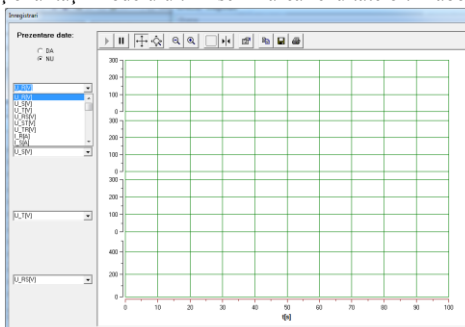 Inregistrari
Prezentare date:
DA
NU
U_R[V]
U_R[V]
U_S[V]
U_T[V]
U_RS[V]
U_ST[V]
U_TR[V]
I_R[A]
I_S[A]
U_S[V]
U_T[V]
U_RS[V]
300
200
100
0
300
200
100
0
300
200
100
0
400
200
0
0 10 20 30 40 50 60 70 80 90 100
t[s]